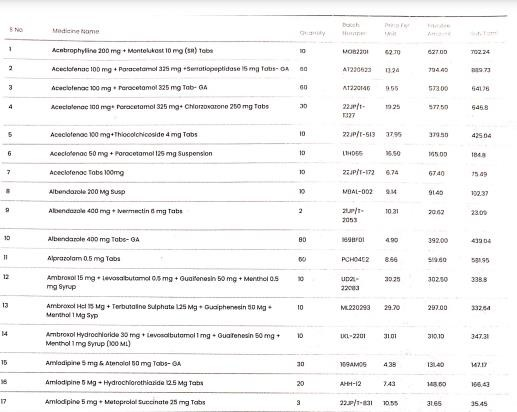 S No Medicine Name Quantity Batch Number Price Per Unit Taxable Amount Sub Total
1 Acebrophylline 200 mg + Montelukast 10 mg (SR) Tabs 10 MOB2201 62.70 627.00 702.24
2 Aceclofenac 100 mg + Paracetamol 325 mg +Serratiopeptidase 15 mg Tabs- GA 60 AT220623 13.24 794.40 889.73
3 Aceclofenac 100 mg + Paracetamol 325 mg Tab- GA 60 AT220146 9.55 573.00 641.76
4 Aceclofenac 100 mg+ Paracetamol 325 mg+ Chlorzoxazone 250 mg Tabs 30 22JP/T-1327 19.25 577.50 646.8
5 Aceclofenac 100 mg+Thiocolchicoside 4 mg Tabs 10 22JP/T-513 37.95 379.50 425.04
6 Aceclofenac 50 mg + Paracetamol 125 mg Suspension 10 L1H065 16.50 165.00 184.8
7 Aceclofenac Tabs 100mg 10 22JP/T-172 6.74 67.40 75.49
8 Albendazole 200 Mg Susp 10 MBAL-002 9.14 91.40 102.37
9 Albendazole 400 mg + Ivermectin 6 mg Tabs 2 21JP/T-2053 10.31 20.62 23.09
10 Albendazole 400 mg Tabs- GA 80 169BF01 4.90 392.00 439.04
11 Alprazolam 0.5 mg Tabs 60 8.66 519.60 581.95
12 Ambroxol 15 mg + Levosalbutamol 0.5 mg + Guaifenesin 50 mg + Menthol 0.5 10 UD2L-22083 30.25 302.50 338.8
mg Syrup
13 Ambroxol Hcl 15 Mg + Terbutaline Sulphate 1.25 Mg + Guaiphenesin 50 Mg + 10 ML220293 29.70 297.00 332.64
Menthol 1 Mg Syp
14 Ambroxol Hydrochloride 30 mg + Levosalbutamol 1 mg + Guaifenesin 50 mg + 10 LXL-2201 31.01 310.10 347.31
Menthol 1 mg Syrup (100 ML)
15 Amlodipine 5 mg & Atenolol 50 mg Tabs- GA 30 169AM05 4.38 131.40 147.17
16 Amlodipine 5 Mg + Hydrochlorothiazide 12.5 Mg Tabs 20 AHH-12 7.43 148.60 166.43
17 Amlodipine 5 mg + Metoprolol Succinate 25 mg Tabs 3 22JP/T-831 10.55 31.65 35.45